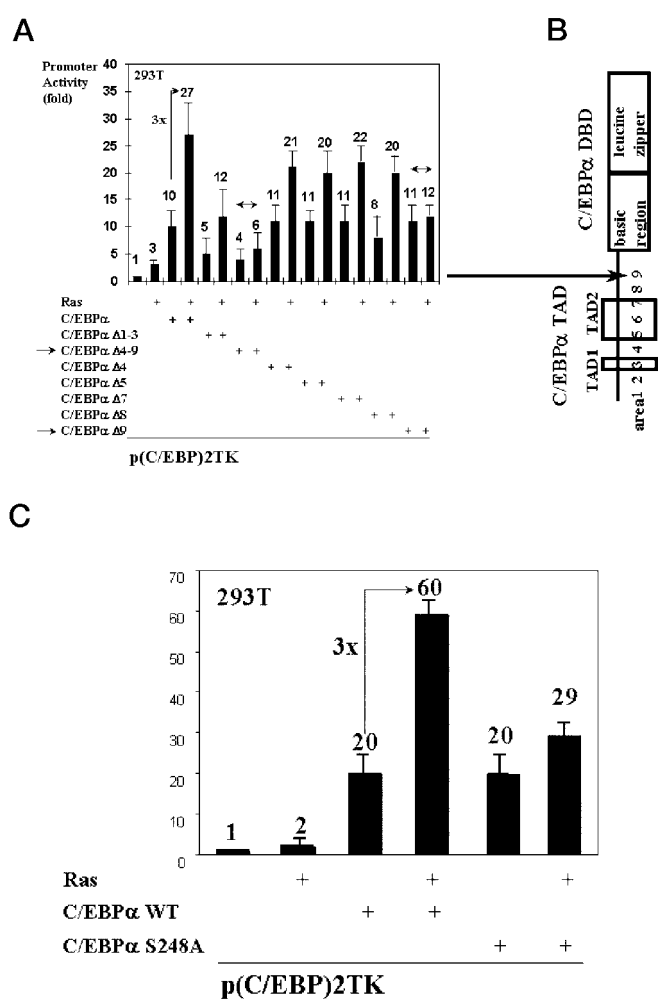 A
Promoter
Activity
(fold)
293T
40
35
30
25
20
15
10
5
0
3x
1
3
10
27
5
12
4
6
11
21
11
20
11
22
8
20
11
12
Ras + + + + + + + + +
C/EBPα + +
C/EBPα Δ1-3 + +
→ C/EBPα Δ4-9 + +
C/EBPα Δ4 + +
C/EBPα Δ5 + +
C/EBPα Δ7 + +
C/EBPα Δ8 + +
→ C/EBPα Δ9 + +
p(C/EBP)2TK
B
C/EBPα DBD
leucine
zipper
basic
region
C/EBPα TAD
TAD2
TAD1
area1 2 3 4 5 6 7 8 9
C
293T
70
60
50
40
30
20
10
0
3x
1
2
20
60
20
29
Ras + + +
C/EBPα WT + +
C/EBPα S248A + +
p(C/EBP)2TK